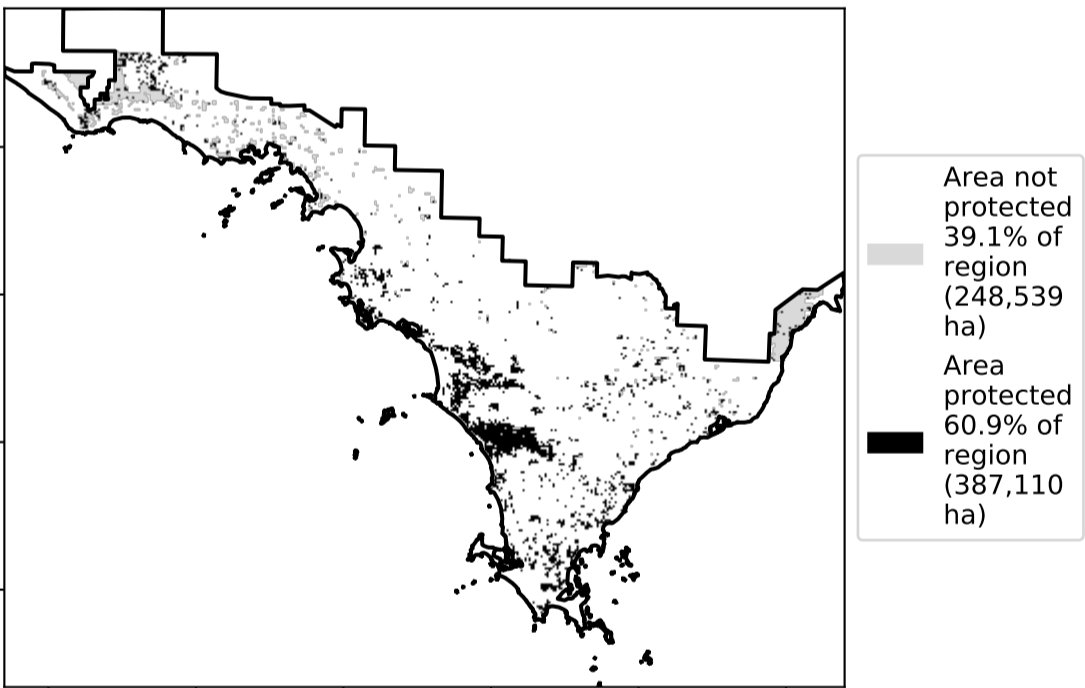 Area not
protected
39.1% of
region
(248,539
ha)
Area
protected
60.9% of
region
(387,110
ha)